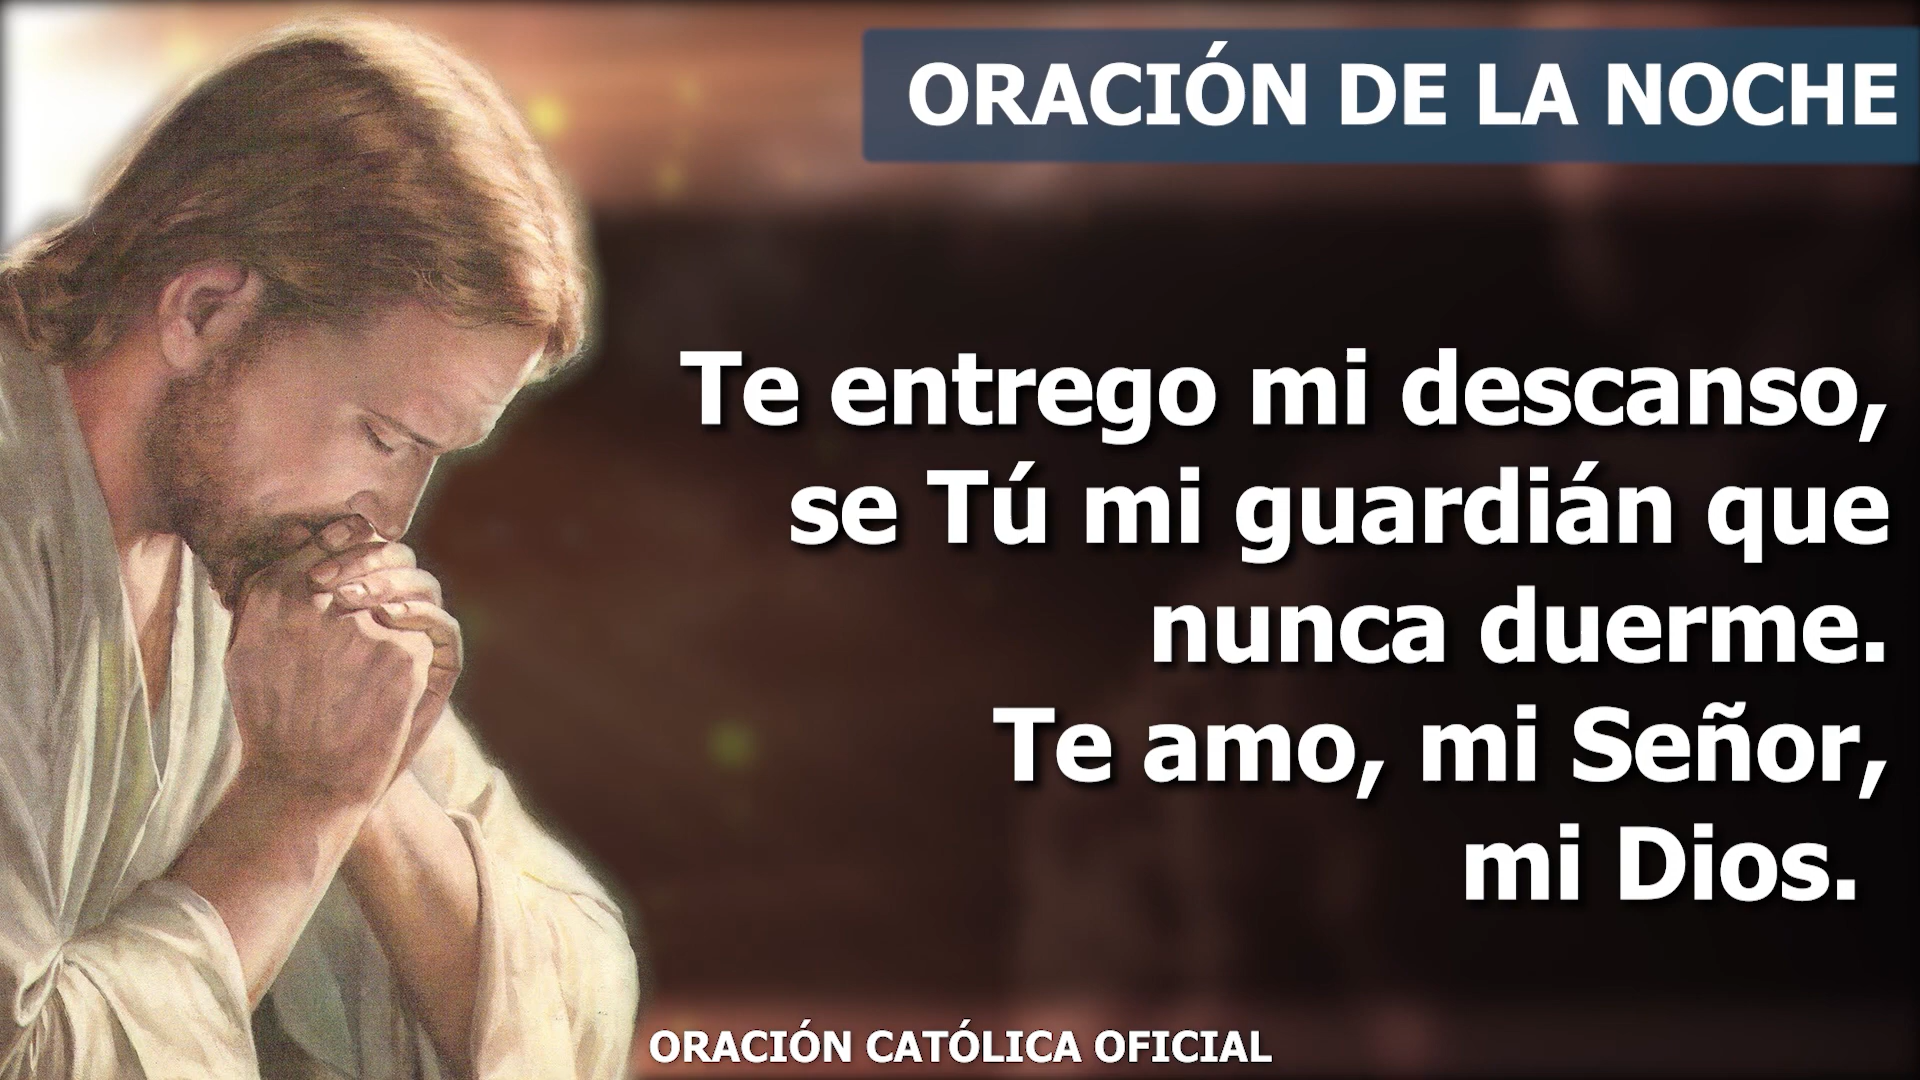 ORACIÓN DE LA NOCHE
Te entrego mi descanso,
se Tú mi guardián que
nunca duerme.
Te amo, mi Señor,
mi Dios.
ORACIÓN CATÓLICA OFICIAL